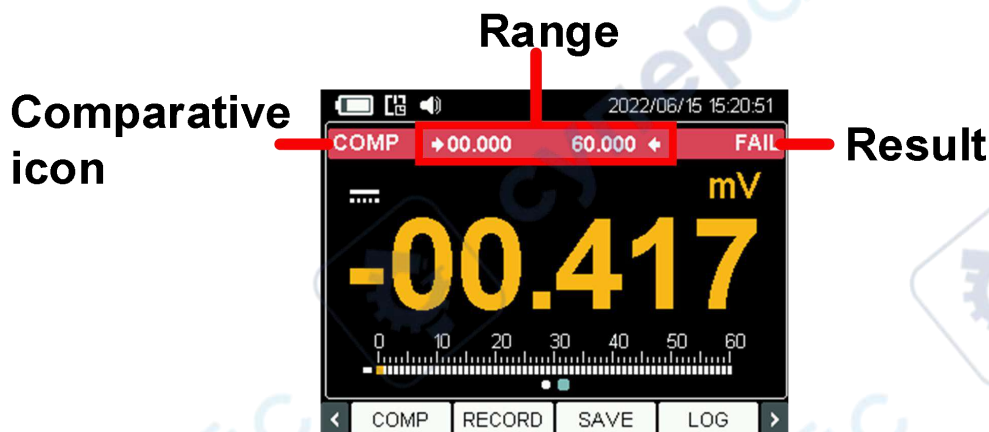 Range
Comparative
icon
2022/06/15 15:20:51
COMP 00.000 60.000 FAIL
Result
mV
-00.417
0 10 20 30 40 50 60
COMP RECORD SAVE LOG